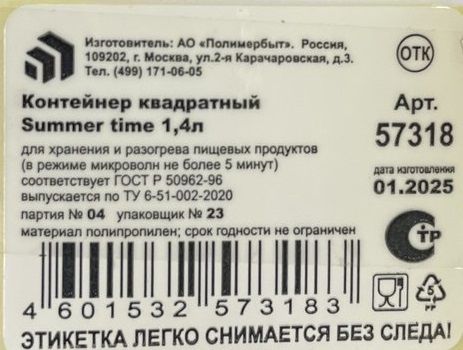 Изготовитель: АО «Полимербыт». Россия,
109202, г. Москва, ул.2-я Карачаровская, д.3.
Тел. (499) 171-06-05
ОТК
Контейнер квадратный
Summer time 1,4л
Арт.
57318
для хранения и разогрева пищевых продуктов
(в режиме микроволн не более 5 минут)
соответствует ГОСТ Р 50962-96
выпускается по ТУ 6-51-002-2020
дата изготовления
01.2025
партия № 04 упаковщик № 23
материал полипропилен; срок годности не ограничен
СТР
4 601532 573183
5
PP
ЭТИКЕТКА ЛЕГКО СНИМАЕТСЯ БЕЗ СЛЕДА!